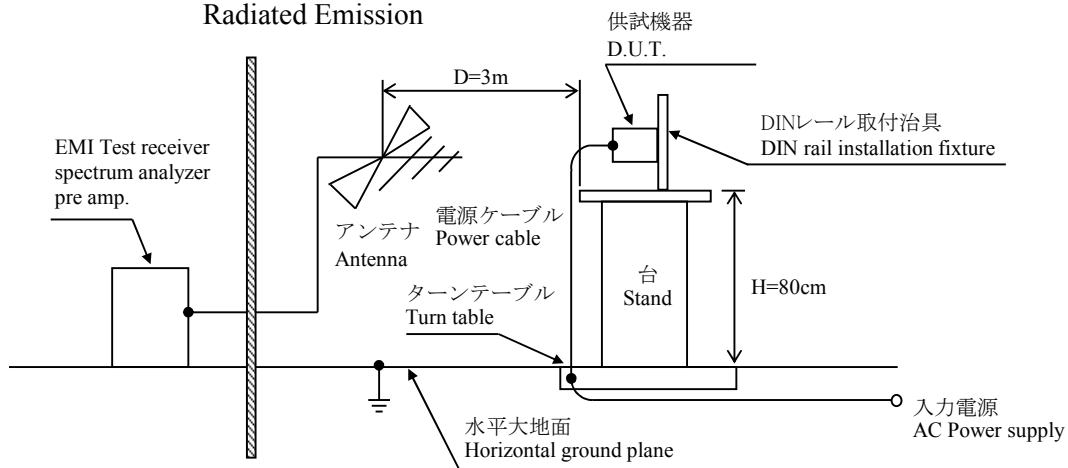 Radiated Emission
供試機器
D.U.T.
D=3m
DINレール取付治具
DIN rail installation fixture
EMI Test receiver
spectrum analyzer
pre amp.
アンテナ
Antenna
電源ケーブル
Power cable
台
Stand
H=80cm
ターンテーブル
Turn table
水平大地面
Horizontal ground plane
入力電源
AC Power supply